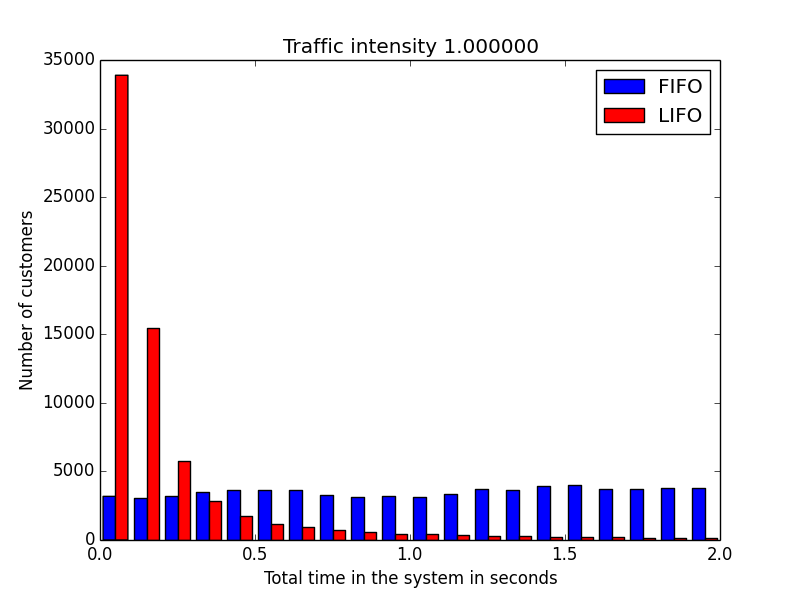 Traffic intensity 1.000000
35000
30000
25000
20000
15000
10000
5000
0
Number of customers
FIFO
LIFO
0.0 0.5 1.0 1.5 2.0
Total time in the system in seconds